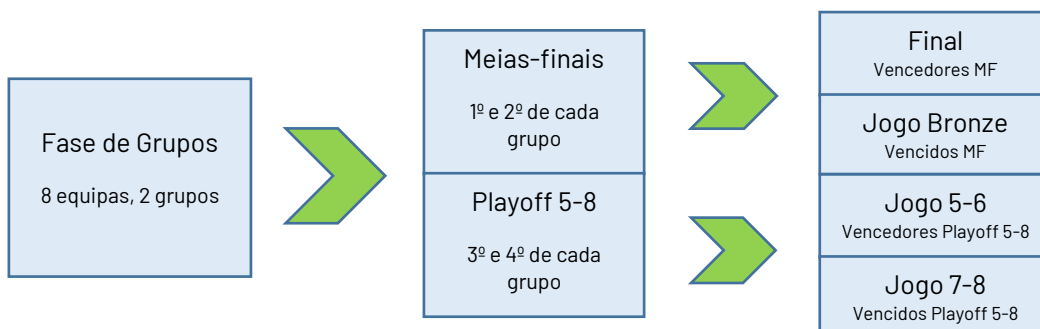 Fase de Grupos
8 equipas, 2 grupos
Meias-finais
1º e 2º de cada
grupo
Playoff 5-8
3º e 4º de cada
grupo
Final
Vencedores MF
Jogo Bronze
Vencidos MF
Jogo 5-6
Vencedores Playoff 5-8
Jogo 7-8
Vencidos Playoff 5-8